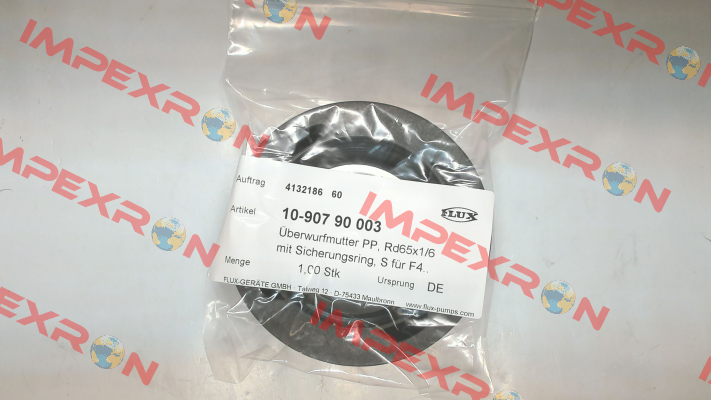 IMPEXRON
IMPEXRON
IMPEXRON
IMPEXRON
IMPEXRON
IMPEXRON
Auftrag 4132186 60
FLUX
Artikel 10-907 90 003
Überwurfmutter PP, Rd65x1/6
mit Sicherungsring, S für F4..
Menge 1,00 Stk Ursprung DE
FLUX-GERÄTE GMBH Talweg 12 - D-75433 Maulbronn www.flux-pumps.com